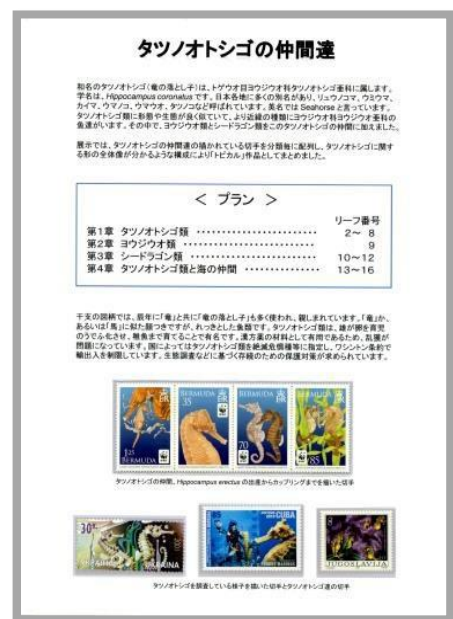 タツノオトシゴの仲間達
和名のタツノオトシゴ(竜の落とし子)は、トゲウオ目ヨウジウオ科タツノオトシゴ亜科に属します。
学名は、Hippocampus coronatus です。日本各地に多くの別名があり、リュウノコマ、ウミウマ、
カイマ、ウマノコ、ウマウオ、タツノコなど呼ばれています。英名では Seahorse と言っています。
タツノオトシゴ類に形態や生態が良く似ていて、より近縁の種類にヨウジウオ科ヨウジウオ亜科の
魚達がいます。その中で、ヨウジウオ類とシードラゴン類をこのタツノオトシゴの仲間に加えました。
展示では、タツノオトシゴの仲間達の描かれている切手を分類毎に配列し、タツノオトシゴに関す
る形の全体像が分かるような構成により「トピカル」作品としてまとめました。
< プラン >
リーフ番号
第1章 タツノオトシゴ類 ・・・・・・・・・・・・・・・・・・・・・・・・ 2~ 8
第2章 ヨウジウオ類 ・・・・・・・・・・・・・・・・・・・・・・・・ 9
第3章 シードラゴン類 ・・・・・・・・・・・・・・・・・・・・・・・・ 10~12
第4章 タツノオトシゴ類と海の仲間 ・・・・・・・・・・・・・・・ 13~16
干支の図柄では、辰年に「竜」と共に「竜の落とし子」も多く使われ、親しまれています。「竜」か、
あるいは「馬」に似た顔つきですが、れっきとした魚類です。タツノオトシゴ類は、雄が卵を育児
のうでふ化させ、稚魚まで育てことで有名です。漢方薬の材料として有用であるため、乱獲が
問題になっています。国によってはタツノオトシゴ類を絶滅危惧種等に指定し、ワシントン条約で
輸出入を制限しています。生態調査などに基づく存続のための保護対策が求められています。
1.25 BERMUDA
BERMUDA 35
BERMUDA 70
BERMUDA 85
タツノオトシゴの仲間、Hippocampus erectus の出産からカップリングまでを描いた切手
30
УКРАЇНА UKRAINA
85 CUBA
8 JUGOSLAVIJA
タツノオトシゴを調査している様子を描いた切手とタツノオトシゴ達の切手